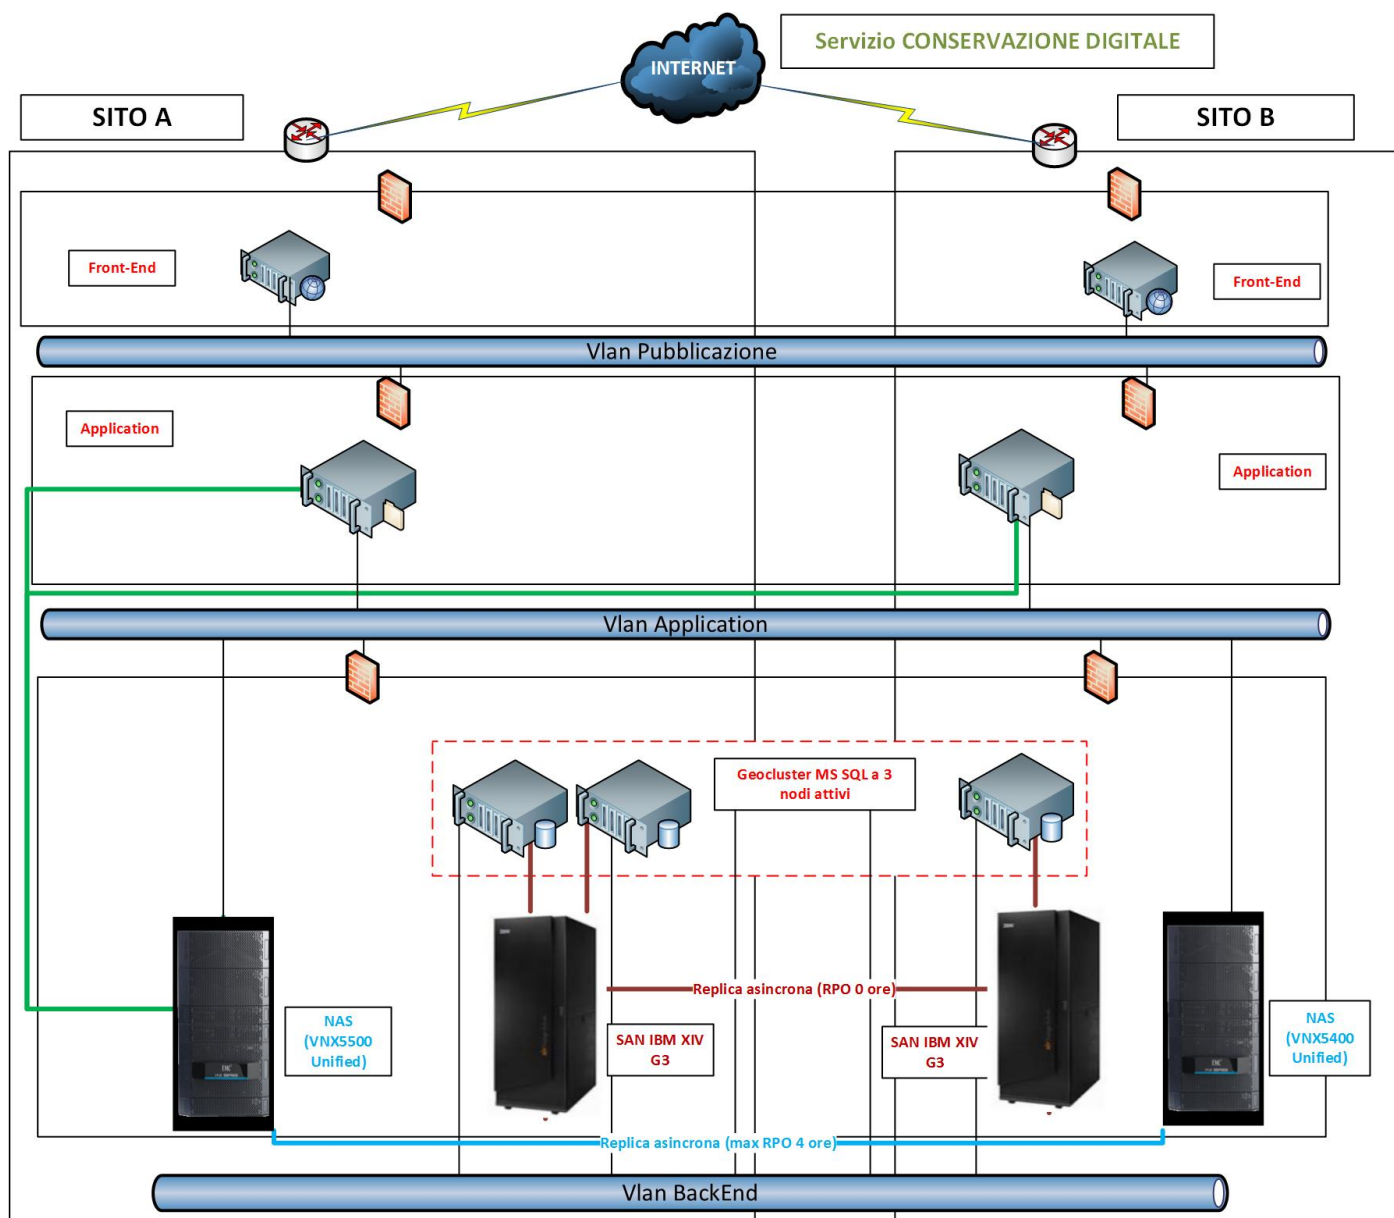 Servizio CONSERVAZIONE DIGITALE
INTERNET
SITO A
SITO B
Front-End
Front-End
Vlan Pubblicazione
Application
Application
Vlan Application
Geocluster MS SQL a 3
nodi attivi
Replica asincrona (RPO 0 ore)
NAS
(VNX5500
Unified)
SAN IBM XIV
G3
SAN IBM XIV
G3
NAS
(VNX5400
Unified)
Replica asincrona (max RPO 4 ore)
Vlan BackEnd